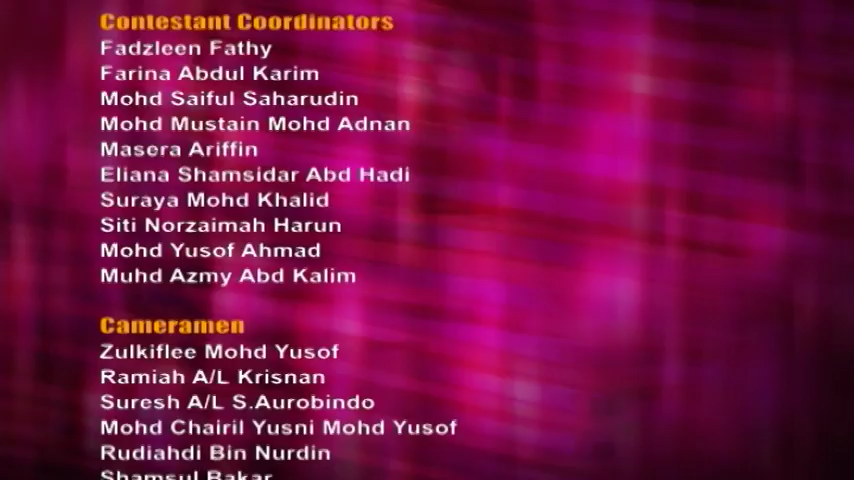 Contestant Coordinators
Fadzleen Fathy
Farina Abdul Karim
Mohd Saiful Saharudin
Mohd Mustain Mohd Adnan
Masera Ariffin
Eliana Shamsidar Abd Hadi
Suraya Mohd Khalid
Siti Norzaimah Harun
Mohd Yusof Ahmad
Muhd Azmy Abd Kalim
Cameramen
Zulkiflee Mohd Yusof
Ramiah A/L Krisnan
Suresh A/L S.Aurobindo
Mohd Chairil Yusni Mohd Yusof
Rudiahdi Bin Nurdin
Shamsul Bakar